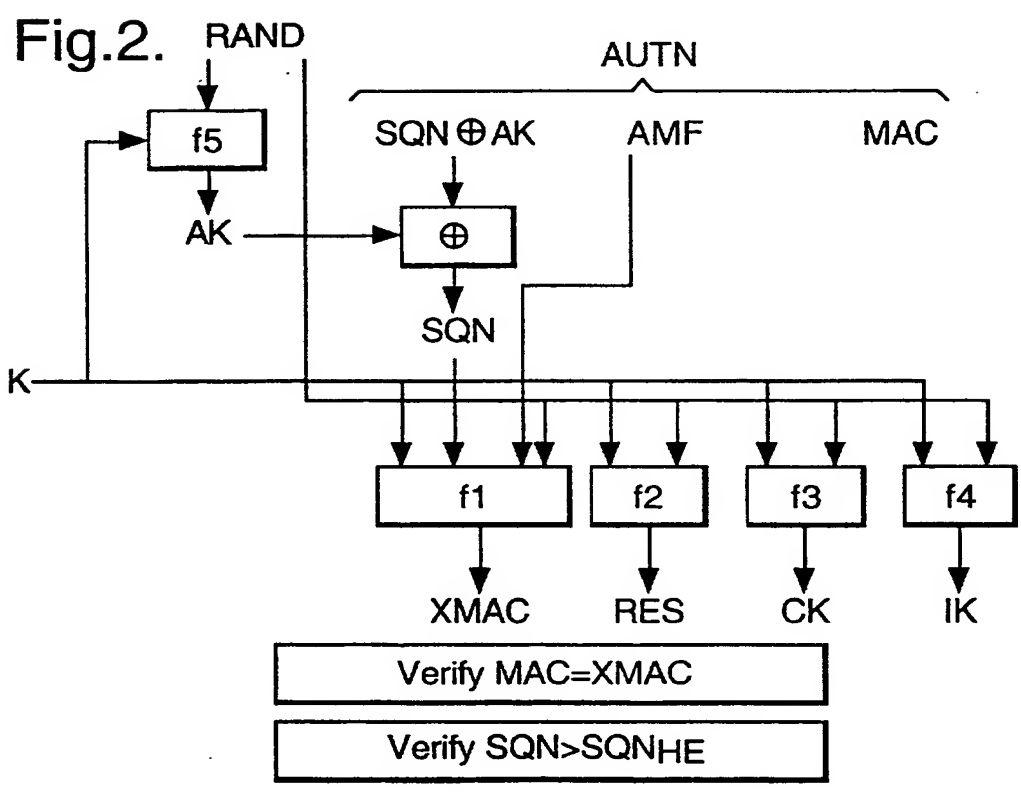 Fig.2.
RAND
AUTN
f5
SQN⊕AK
AMF
MAC
AK
⊕
SQN
K
f1
f2
f3
f4
XMAC
RES
CK
IK
Verify MAC=XMAC
Verify SQN>SQNHE